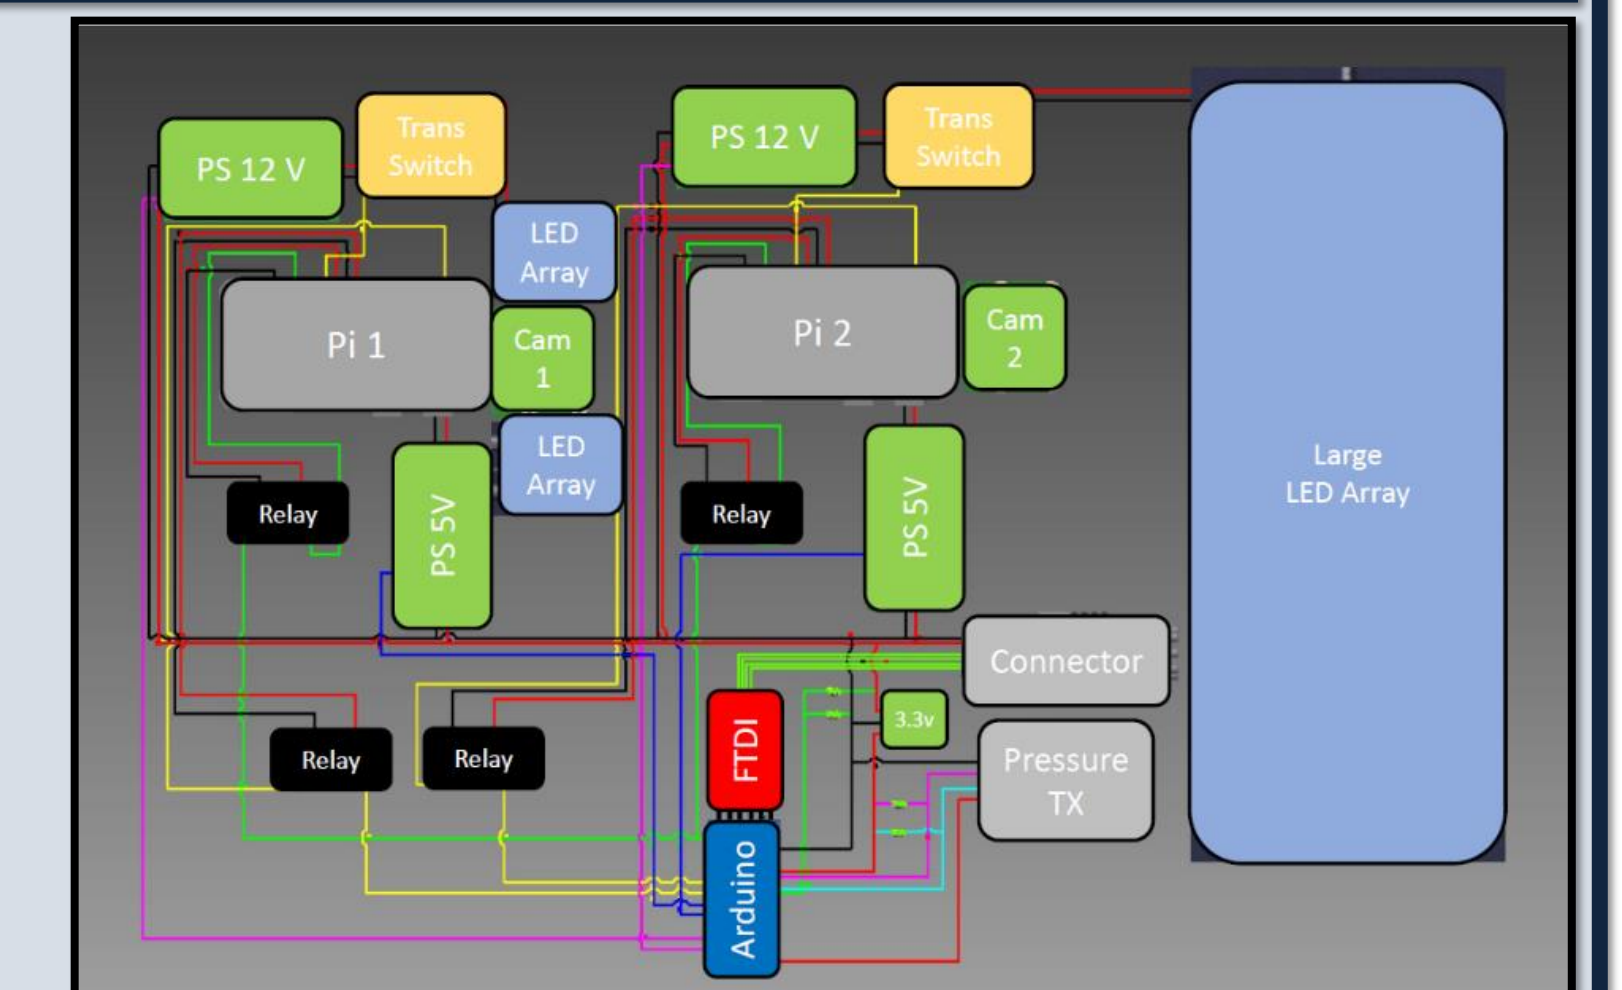 PS 12 V
Trans
Switch
PS 12 V
Trans
Switch
LED
Array
Pi 1
Cam
1
Pi 2
Cam
2
LED
Array
PS 5V
Relay
Relay
PS 5V
Large
LED Array
Connector
FTDI
3.3v
Pressure
TX
Relay
Relay
Arduino